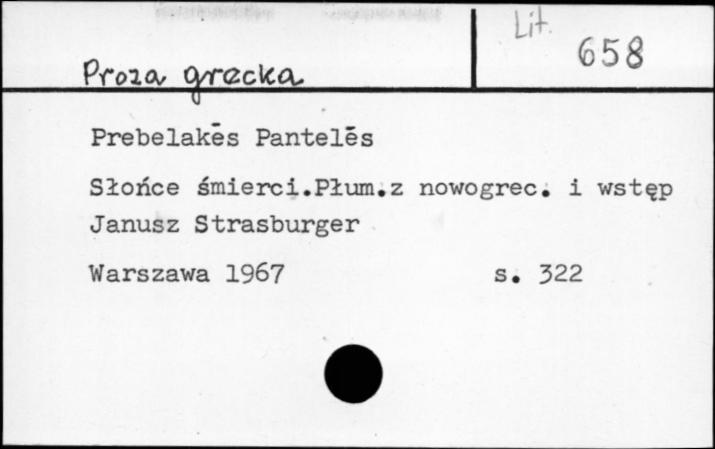 Lit.
658
Proza grecka
Prebelakēs Pantelēs
Słońce śmierci.Płum.z nowogrec. i wstęp
Janusz Strasburger
Warszawa 1967 s. 322